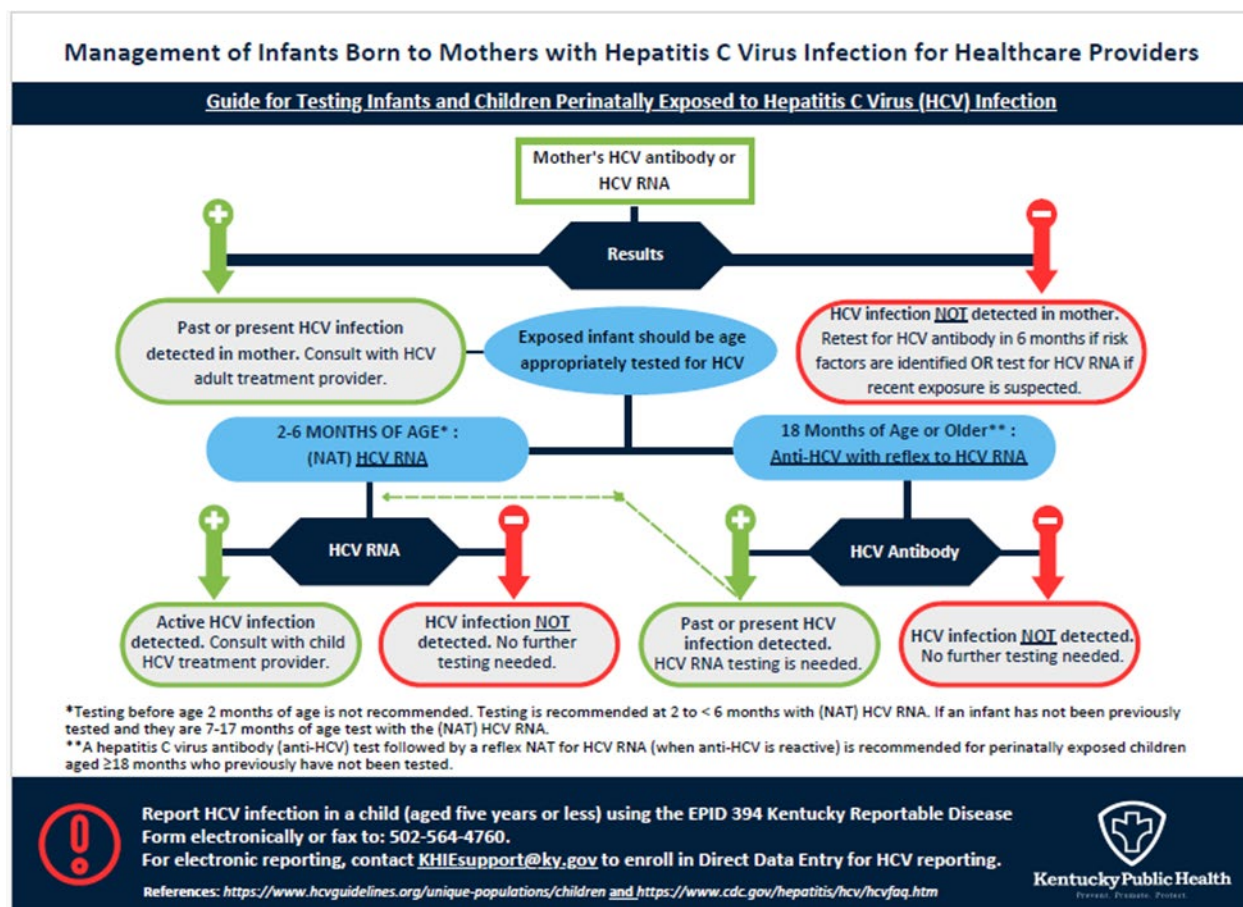 Management of Infants Born to Mothers with Hepatitis C Virus Infection for Healthcare Providers
Guide for Testing Infants and Children Perinatally Exposed to Hepatitis C Virus (HCV) Infection
Mother's HCV antibody or
HCV RNA
Results
Past or present HCV infection
detected in mother. Consult with HCV
adult treatment provider.
Exposed infant should be age
appropriately tested for HCV
HCV infection NOT detected in mother.
Retest for HCV antibody in 6 months if risk
factors are identified OR test for HCV RNA if
recent exposure is suspected.
2-6 MONTHS OF AGE* :
(NAT) HCV RNA
18 Months of Age or Older** :
Anti-HCV with reflex to HCV RNA
HCV RNA
HCV Antibody
Active HCV infection
detected. Consult with child
HCV treatment provider.
HCV infection NOT
detected. No further
testing needed.
Past or present HCV
infection detected.
HCV RNA testing is needed.
HCV infection NOT detected.
No further testing needed.
*Testing before age 2 months of age is not recommended. Testing is recommended at 2 to < 6 months with (NAT) HCV RNA. If an infant has not been previously
tested and they are 7-17 months of age test with the (NAT) HCV RNA.
**A hepatitis C virus antibody (anti-HCV) test followed by a reflex NAT for HCV RNA (when anti-HCV is reactive) is recommended for perinatally exposed children
aged ≥18 months who previously have not been tested.
Report HCV infection in a child (aged five years or less) using the EPID 394 Kentucky Reportable Disease
Form electronically or fax to: 502-564-4760.
For electronic reporting, contact KHIEsupport@ky.gov to enroll in Direct Data Entry for HCV reporting.
References: https://www.hcvguidelines.org/unique-populations/children and https://www.cdc.gov/hepatitis/hcv/hcvfaq.htm
Kentucky Public Health
Prevent. Promote. Protect.